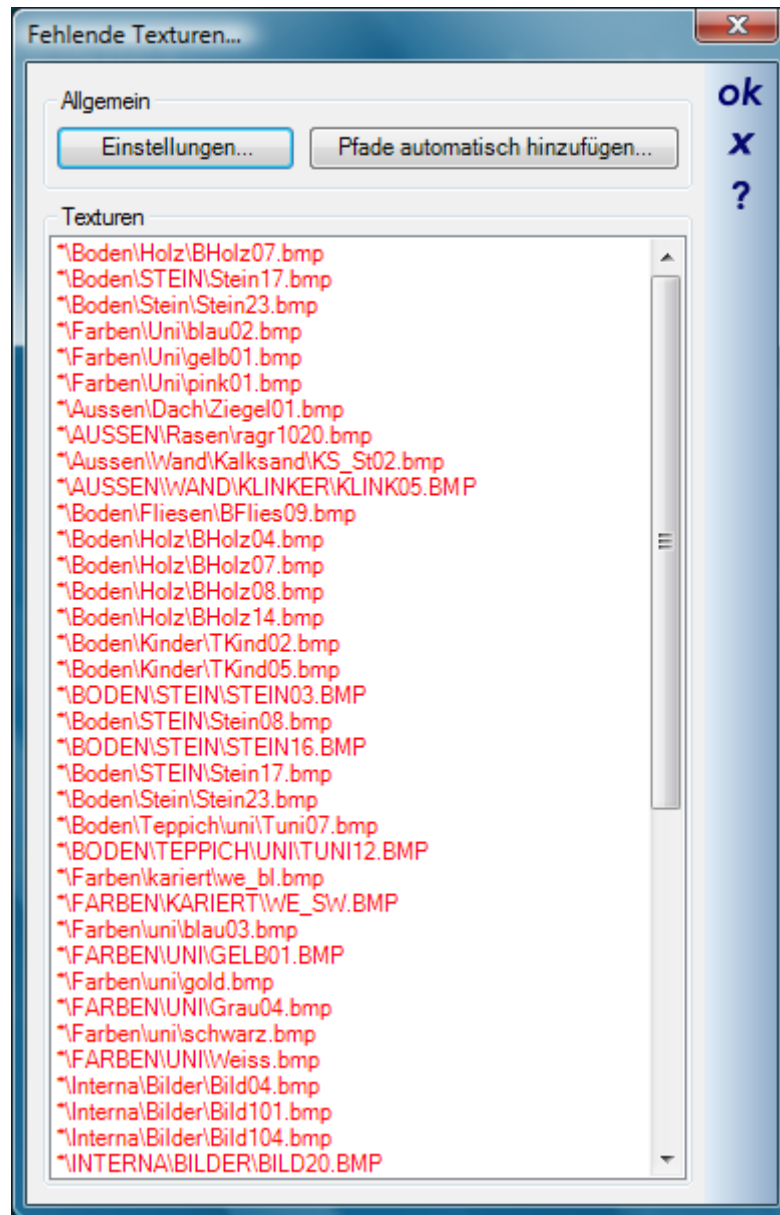 Fehlende Texturen...
Allgemein
Einstellungen... Pfade automatisch hinzufügen...
ok
x
?
Texturen
*\Boden\Holz\BHolz07.bmp
*\Boden\STEIN\Stein17.bmp
*\Boden\Stein\Stein23.bmp
*\Farben\Uni\blau02.bmp
*\Farben\Uni\gelb01.bmp
*\Farben\Uni\pink01.bmp
*\Aussen\Dach\Ziegel01.bmp
*\AUSSEN\Rasen\ragr1020.bmp
*\Aussen\Wand\Kalksand\KS_St02.bmp
*\AUSSEN\WAND\KLINKER\KLINK05.BMP
*\Boden\Fliesen\BFlies09.bmp
*\Boden\Holz\BHolz04.bmp
*\Boden\Holz\BHolz07.bmp
*\Boden\Holz\BHolz08.bmp
*\Boden\Holz\BHolz14.bmp
*\Boden\Kinder\TKind02.bmp
*\Boden\Kinder\TKind05.bmp
*\BODEN\STEIN\STEIN03.BMP
*\Boden\STEIN\Stein08.bmp
*\BODEN\STEIN\STEIN16.BMP
*\Boden\STEIN\Stein17.bmp
*\Boden\Stein\Stein23.bmp
*\Boden\Teppich\uni\Tuni07.bmp
*\BODEN\TEPPICH\UNI\TUNI12.BMP
*\Farben\kariert\we_bl.bmp
*\FARBEN\KARIERT\WE_SW.BMP
*\Farben\uni\blau03.bmp
*\FARBEN\UNI\GELB01.BMP
*\Farben\uni\gold.bmp
*\FARBEN\UNI\Grau04.bmp
*\Farben\uni\schwarz.bmp
*\FARBEN\UNI\Weiss.bmp
*\Interna\Bilder\Bild04.bmp
*\Interna\Bilder\Bild101.bmp
*\Interna\Bilder\Bild104.bmp
*\INTERNA\BILDER\BILD20.BMP